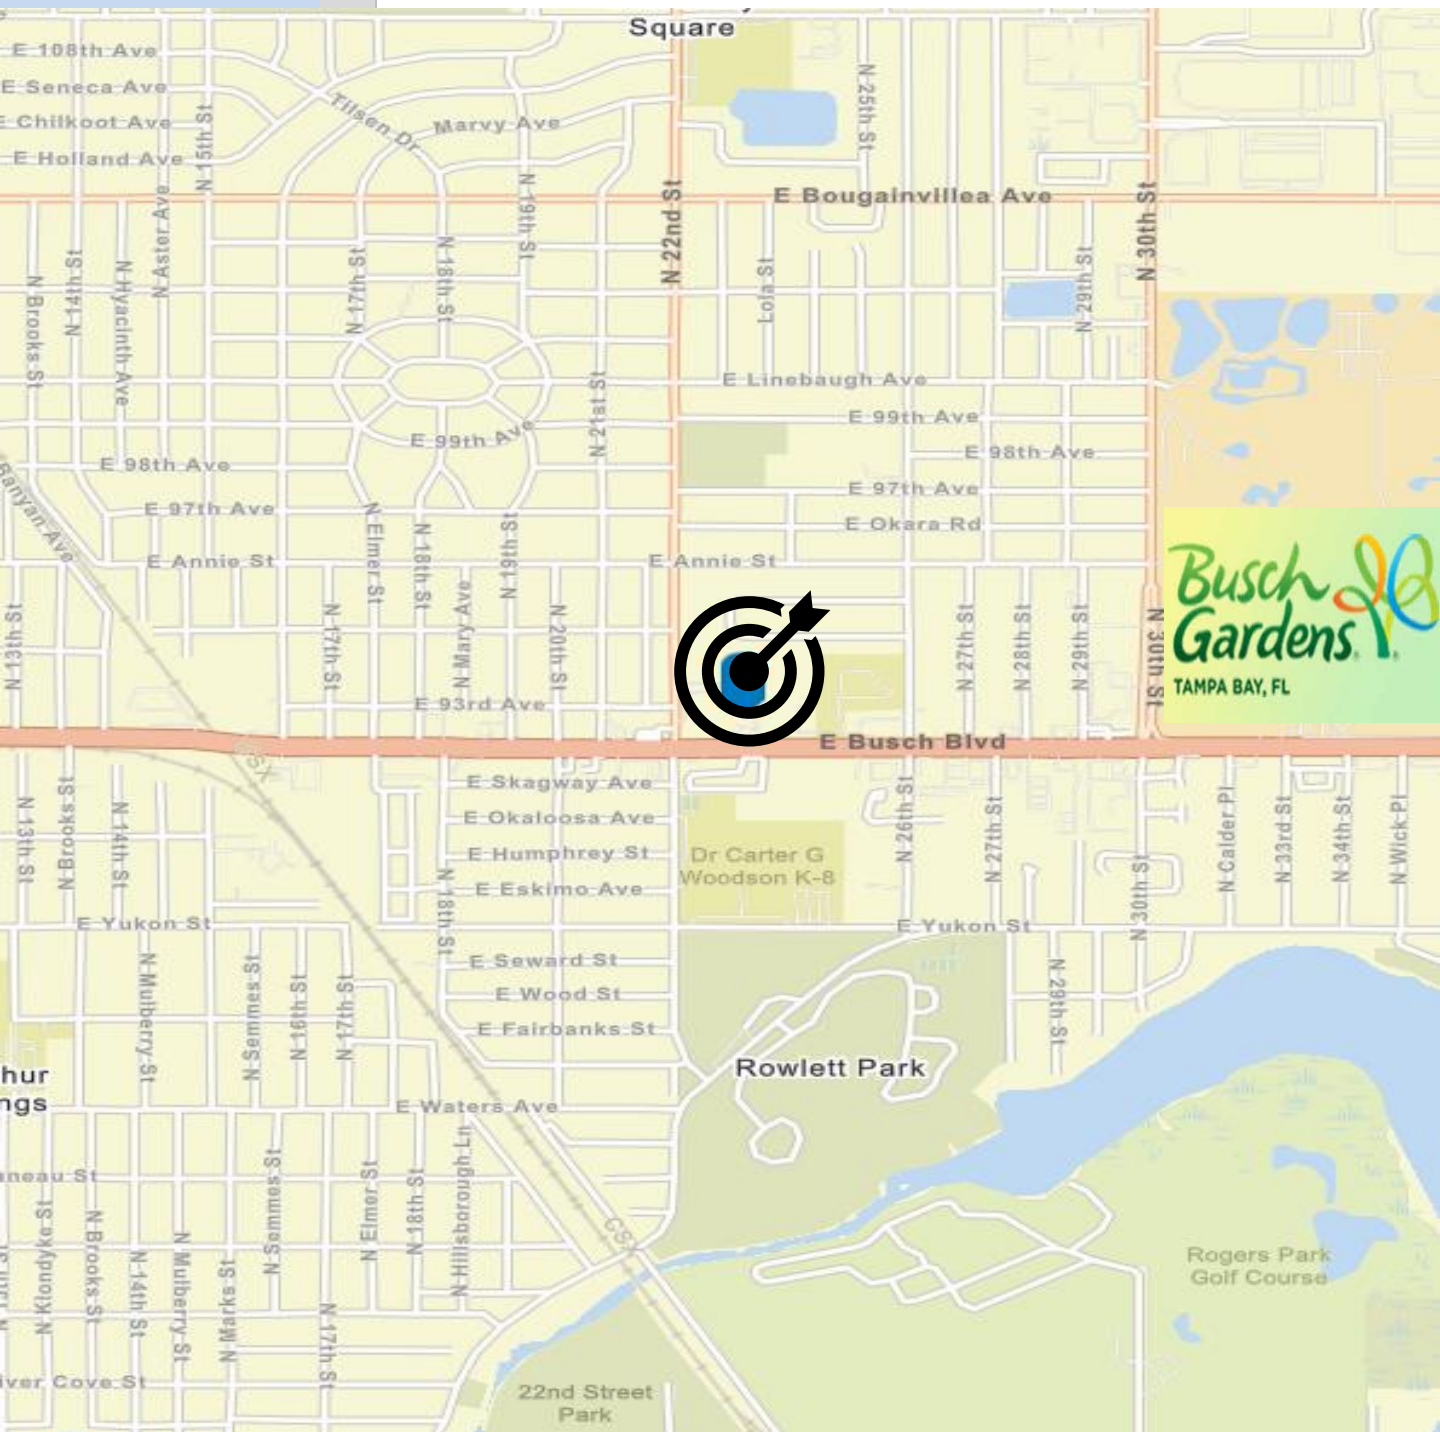 Square
E 108th Ave
E Seneca Ave
E Chilkoot Ave
E Holland Ave
N 15th St
Tilsen Dr
Marvy Ave
N 25th St
E Bougainvillea Ave
N 22nd St
N 30th St
N 19th St
N Aster Ave
N 14th St
N Brooks St
N Hyacinth Ave
N 17th St
N 18th St
Lola St
N 29th St
E Linebaugh Ave
N 21st St
E 99th Ave
E 99th Ave
E 98th Ave
E 98th Ave
E 97th Ave
Banyan Ave
E 97th Ave
E Okara Rd
N Elmer St
N 18th St
N 19th St
E Annie St
E Annie St
Busch
Gardens
TAMPA BAY, FL
N 13th St
N 17th St
N Mary Ave
N 20th St
N 27th St
N 28th St
N 29th St
N 30th St
E 93rd Ave
E Busch Blvd
CSX
E Skagway Ave
E Okaloosa Ave
E Humphrey St
E Eskimo Ave
N 13th St
N Brooks St
N 14th St
N 18th St
Dr Carter G
Woodson K-8
N 26th St
N 27th St
N 30th St
N Calder Pl
N 33rd St
N 34th St
N Wick Pl
E Yukon St
E Yukon St
E Seward St
E Wood St
E Fairbanks St
N Mulberry St
N Semmes St
N 16th St
N 17th St
N 29th St
Rowlett Park
hur
ngs
E Waters Ave
neau St
N Klondyke St
N Brooks St
N 14th St
N Mulberry St
N Marks St
N Semmes St
N 17th St
N Elmer St
N 18th St
N Hillsborough Ln
CSX
Rogers Park
Golf Course
iver Cove St
22nd Street
Park